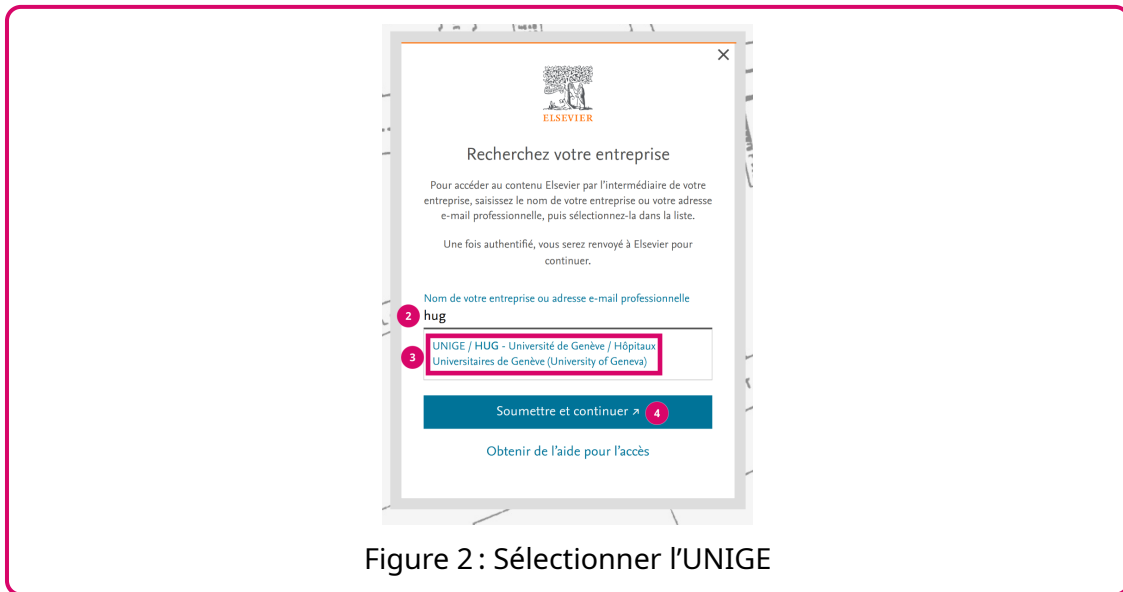 ELSEVIER
Recherchez votre entreprise
Pour accéder au contenu Elsevier par l’intermédiaire de votre
entreprise, saisissez le nom de votre entreprise ou votre adresse
e-mail professionnelle, puis sélectionnez-la dans la liste.
Une fois authentifié, vous serez renvoyé à Elsevier pour
continuer.
Nom de votre entreprise ou adresse e-mail professionnelle
2 hug
3 UNIGE / HUG - Université de Genève / Hôpitaux
Universitaires de Genève (University of Geneva)
Soumettre et continuer ↗ 4
Obtenir de l’aide pour l’accès
Figure 2 : Sélectionner l’UNIGE